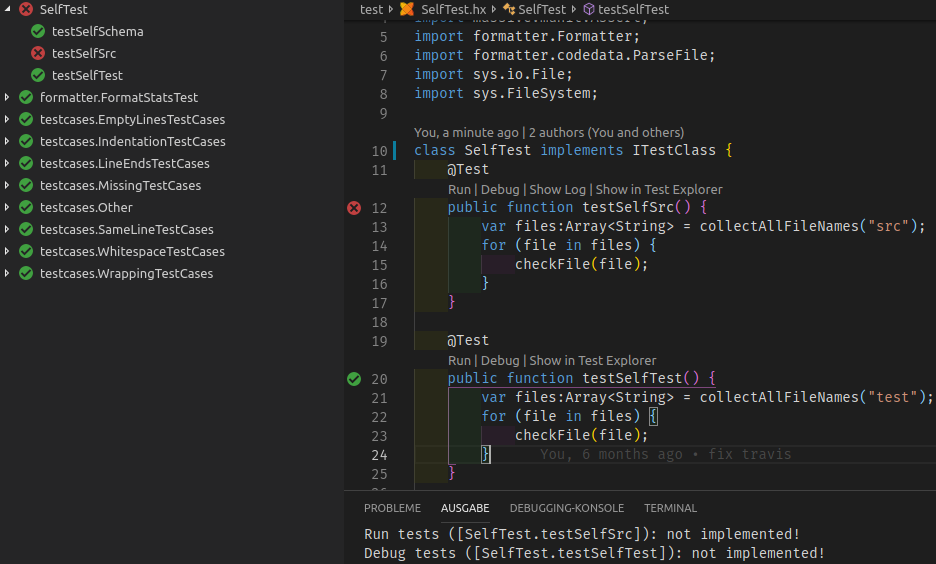 SelfTest
testSelfSchema
testSelfSrc
testSelfTest
formatter.FormatStatsTest
testcases.EmptyLinesTestCases
testcases.IndentationTestCases
testcases.LineEndsTestCases
testcases.MissingTestCases
testcases.Other
testcases.SameLineTestCases
testcases.WhitespaceTestCases
testcases.WrappingTestCases
test SelfTest.hx SelfTest testSelfSrc
4 import massive.munit.Assert;
5 import formatter.Formatter;
6 import formatter.codedata.ParseFile;
7 import sys.io.File;
8 import sys.FileSystem;
9
You, a minute ago | 2 authors (You and others)
10 class SelfTest implements ITestClass {
11 @Test
Run | Debug | Show Log | Show in Test Explorer
12 public function testSelfSrc() {
13 var files:Array<String> = collectAllFileNames("src");
14 for (file in files) {
15 checkFile(file);
16 }
17 }
18
19 @Test
Run | Debug | Show in Test Explorer
20 public function testSelfTest() {
21 var files:Array<String> = collectAllFileNames("test");
22 for (file in files) {
23 checkFile(file);
24 } You, 6 months ago • fix travis
25 }
26
PROBLEME AUSGABE DEBUGGING-KONSOLE TERMINAL
Run tests ([SelfTest.testSelfSrc]): not implemented!
Debug tests ([SelfTest.testSelfTest]): not implemented!